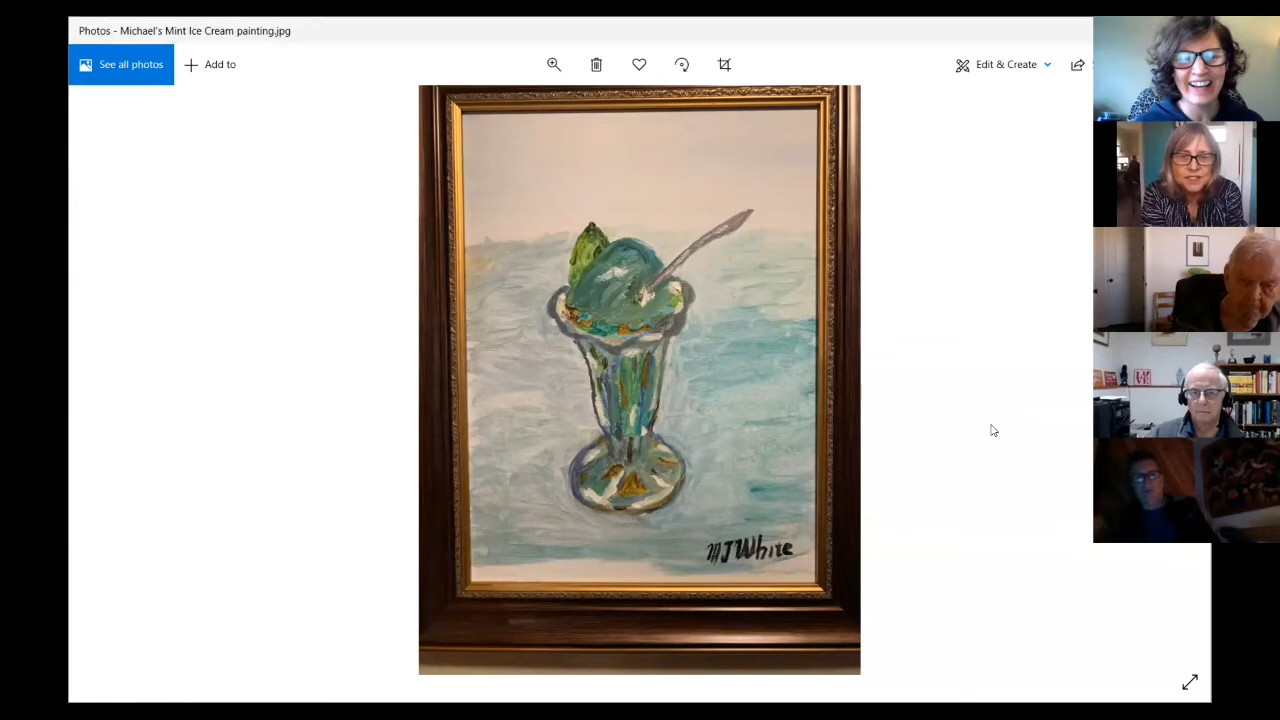 Photos - Michael's Mint Ice Cream painting.jpg
See all photos
Add to
Edit & Create
MJWhite